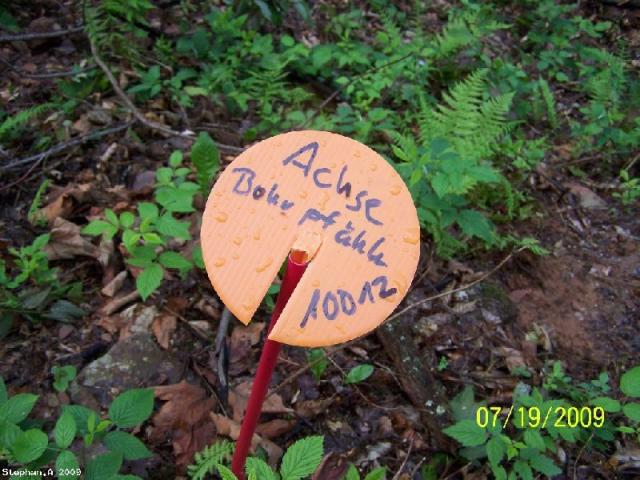 Achse
Bohrpfähle
10012
07/19/2009
Stephan.A 2009